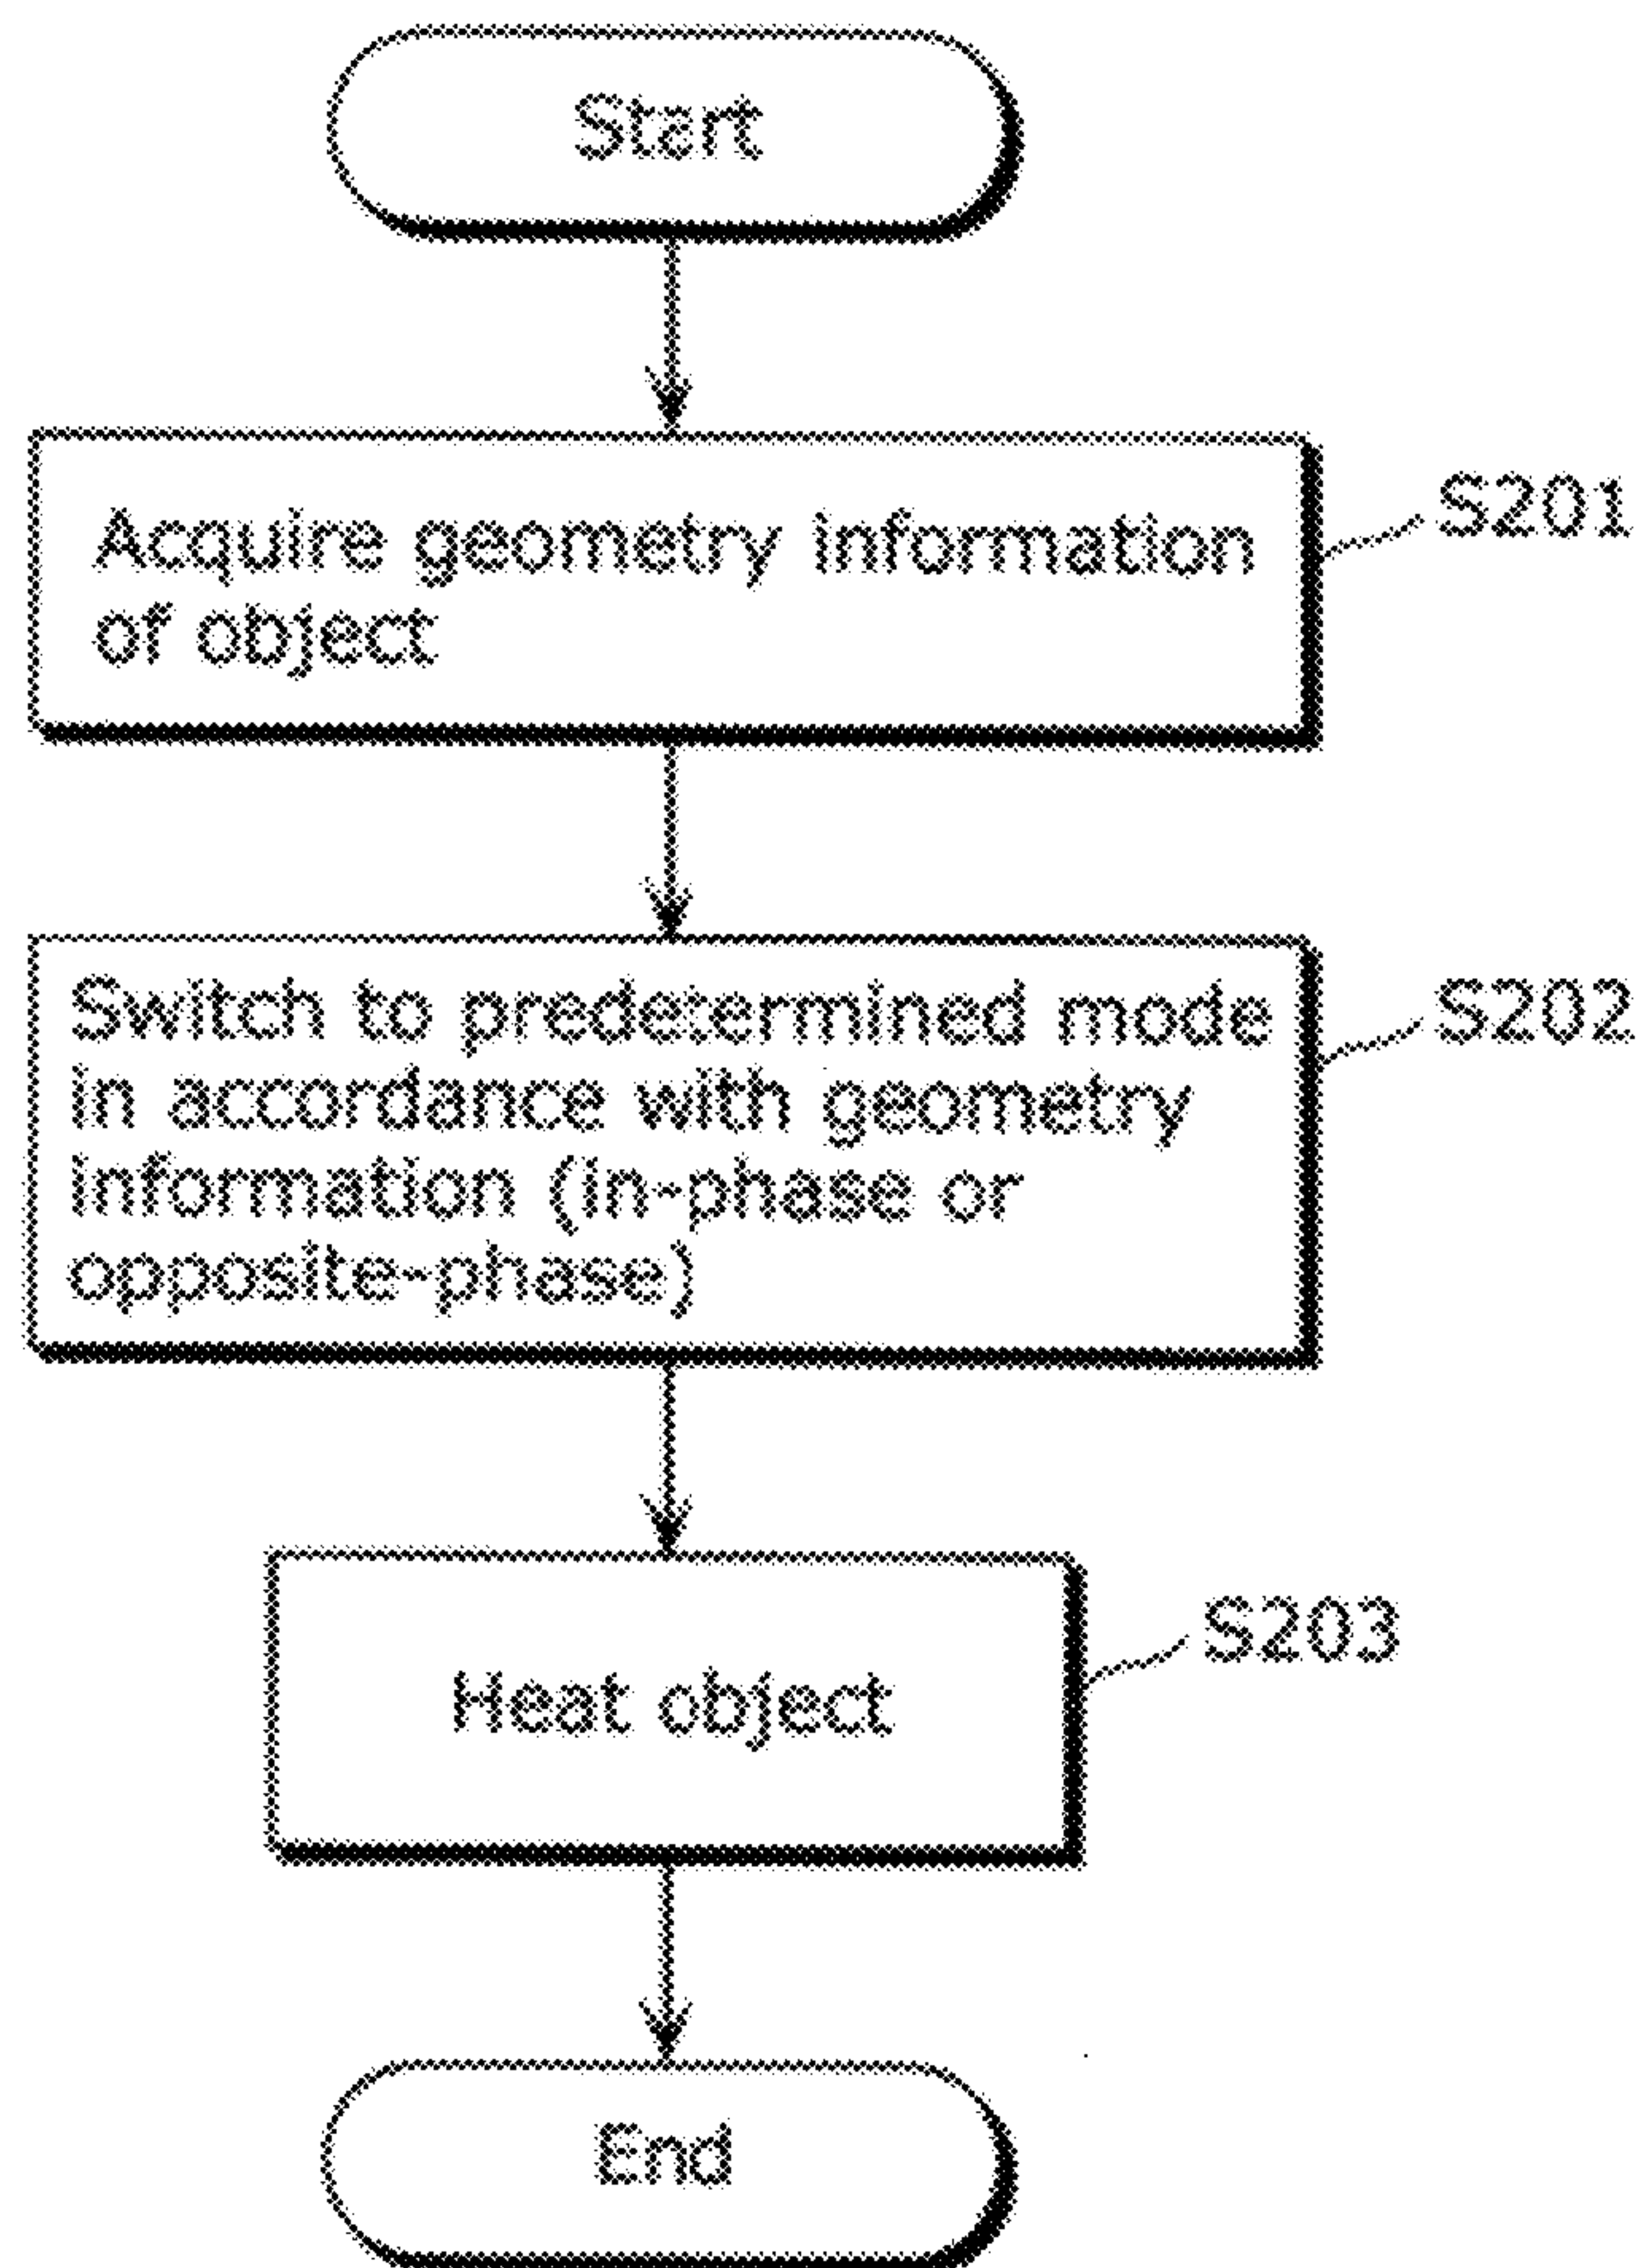 Start
Acquire geometry information
of object
S201
Switch to predetermined mode
in accordance with geometry
information (in-phase or
opposite-phase)
S202
Heat object
S203
End